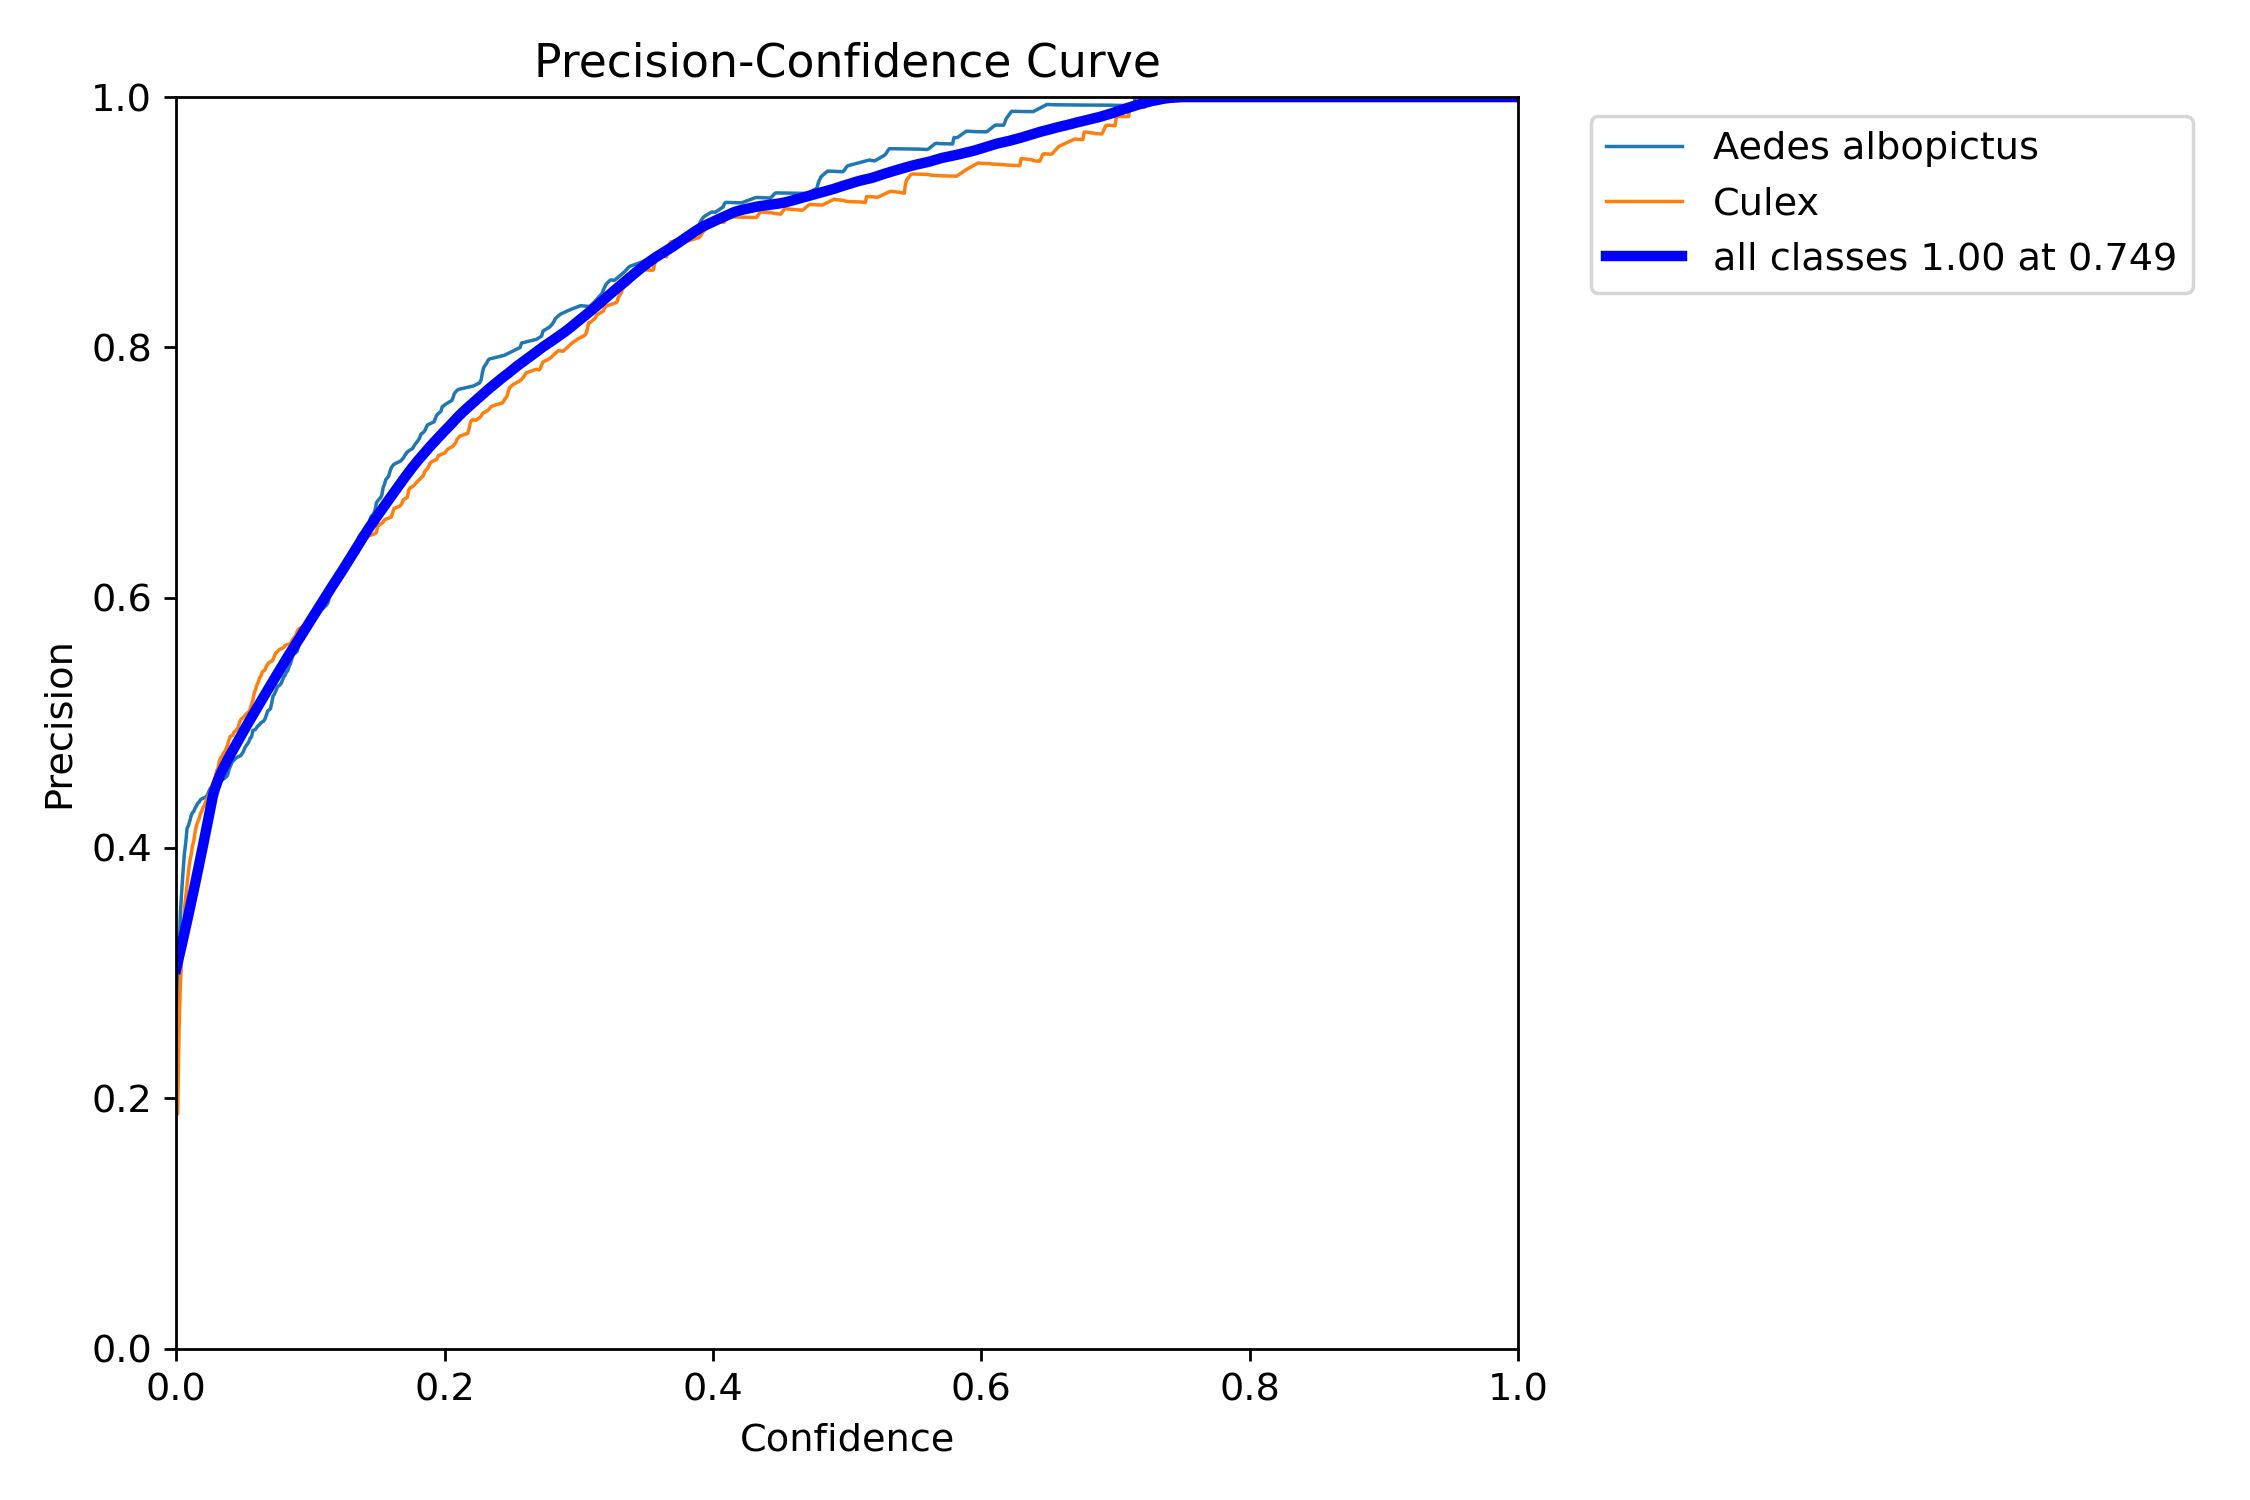 Precision-Confidence Curve
1.0
0.8
0.6
0.4
0.2
0.0
Precision
0.0 0.2 0.4 0.6 0.8 1.0
Confidence
Aedes albopictus
Culex
all classes 1.00 at 0.749